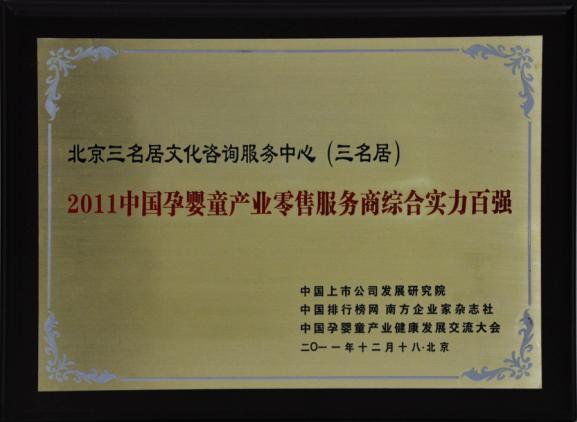 北京三名居文化咨询服务中心（三名居）
2011中国孕婴童产业零售服务商综合实力百强
中国上市公司发展研究院
中国排行榜网 南方企业家杂志社
中国孕婴童产业健康发展交流大会
二〇一一年十二月十八·北京